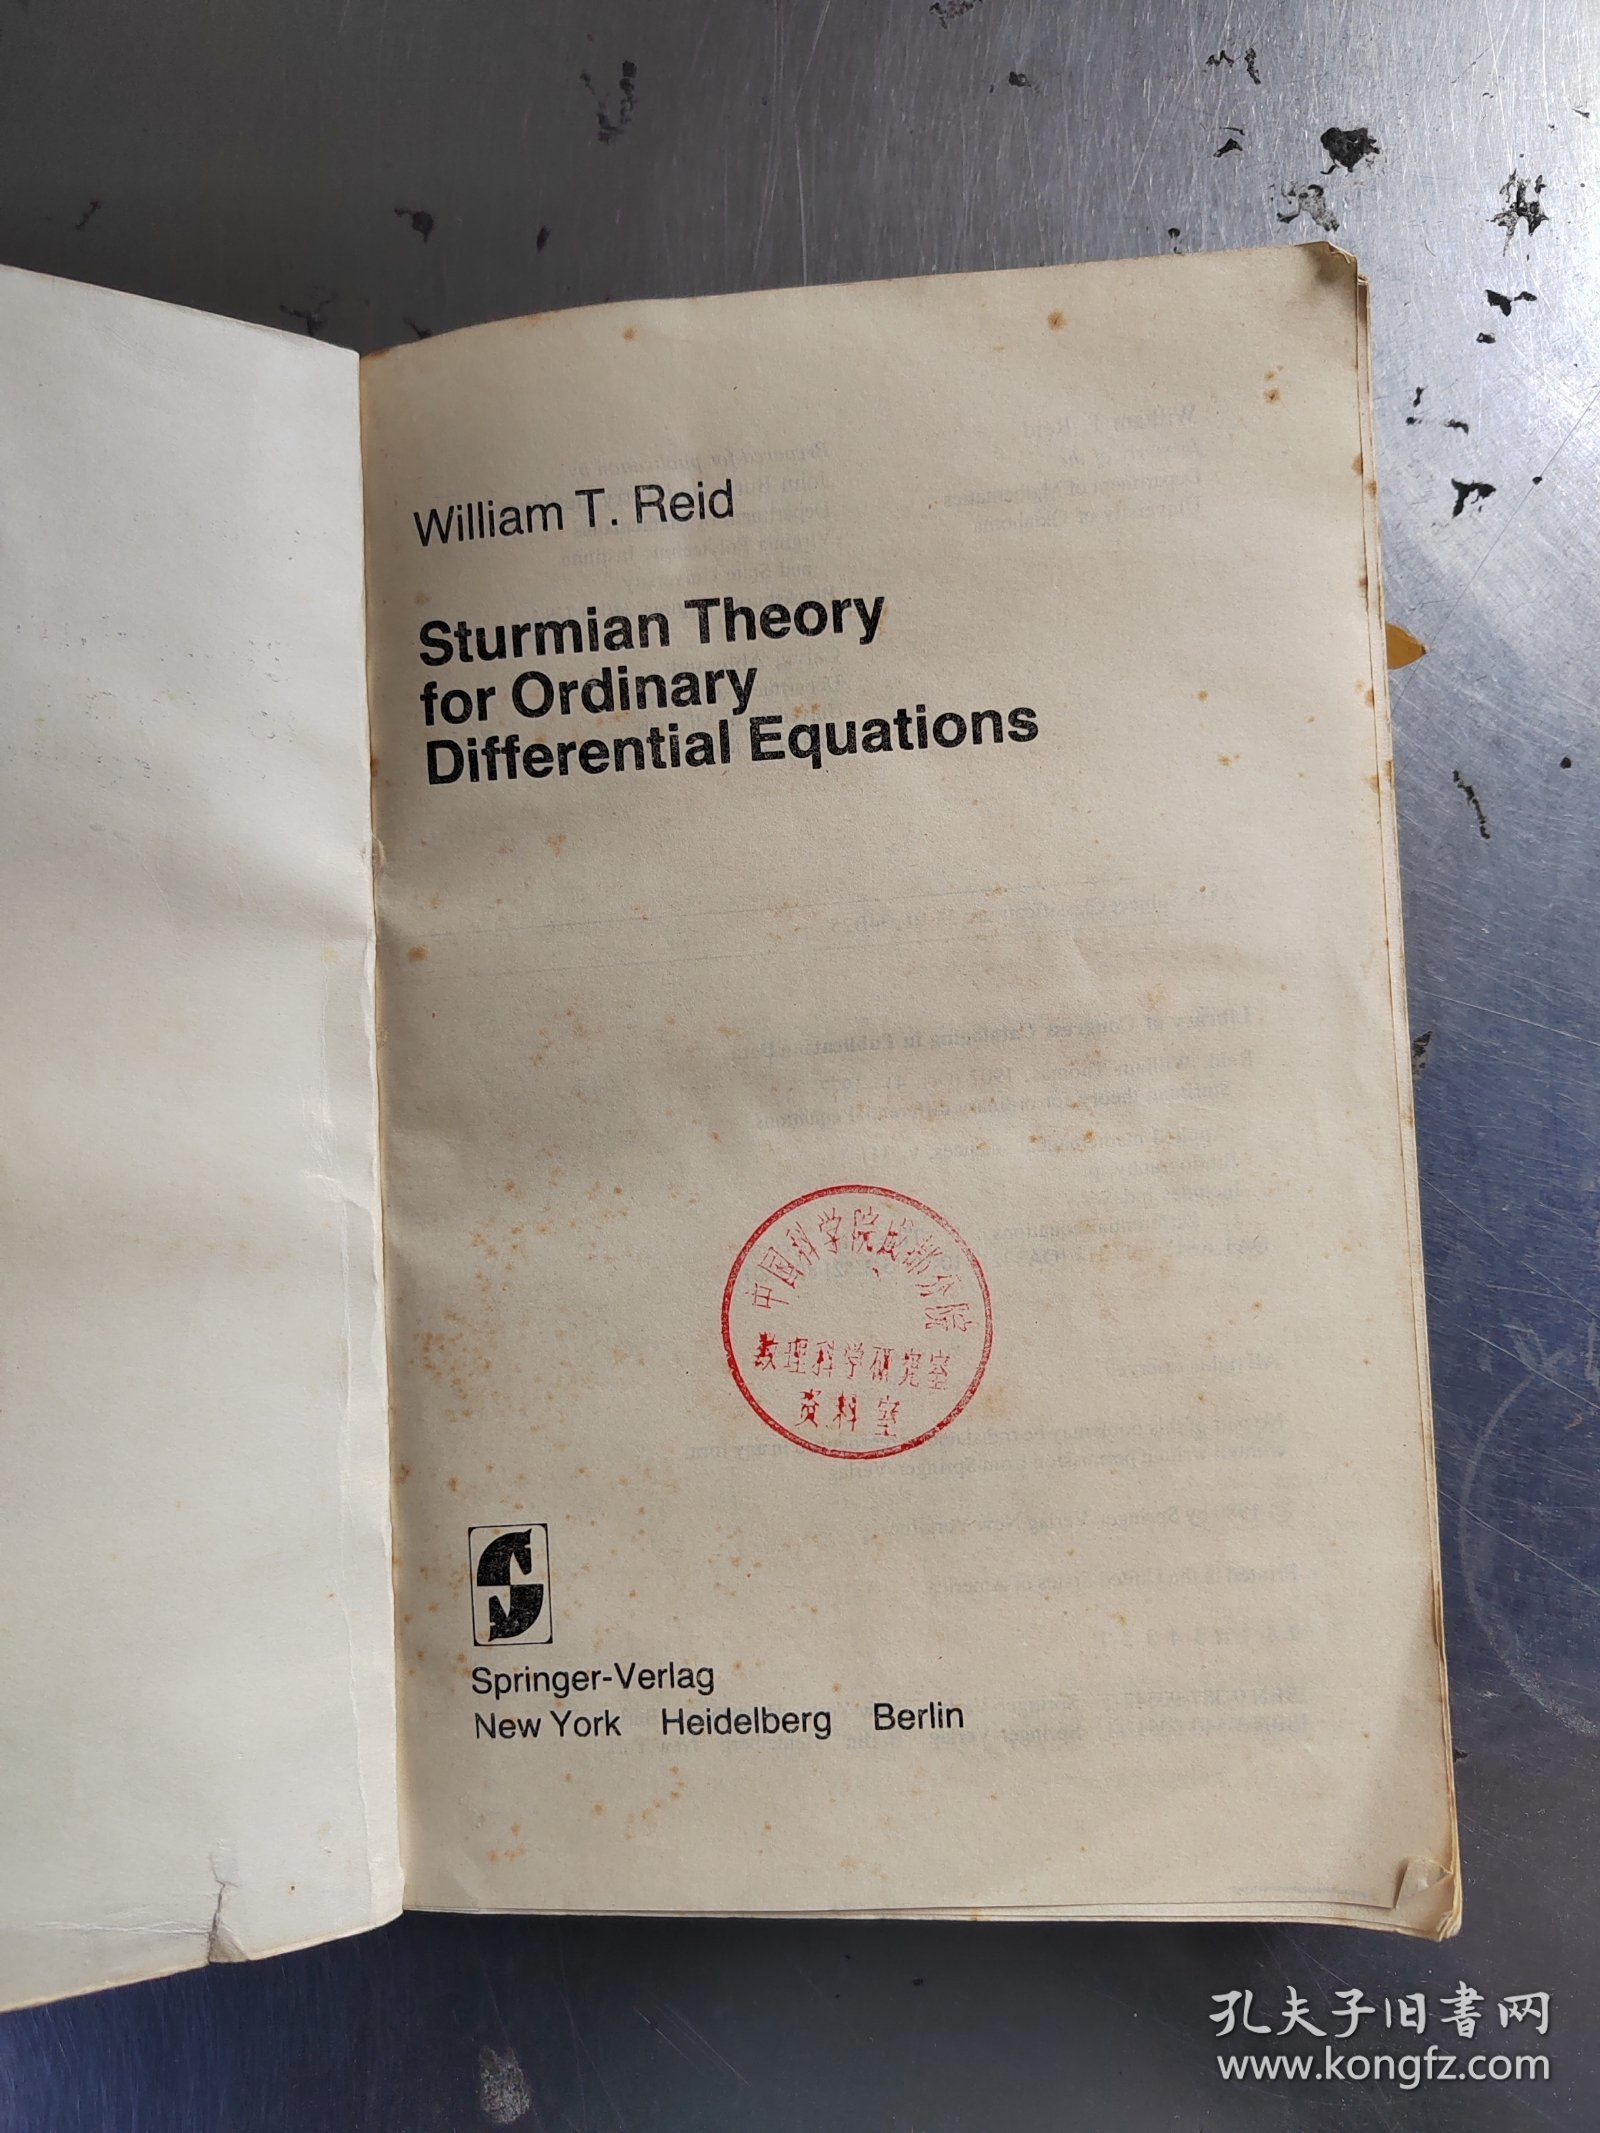 William T. Reid
Sturmian Theory
for Ordinary
Differential Equations
中国科学院成都分院
数理科学研究室
资料室
Springer-Verlag
New York Heidelberg Berlin
孔夫子旧书网
www.kongfz.com